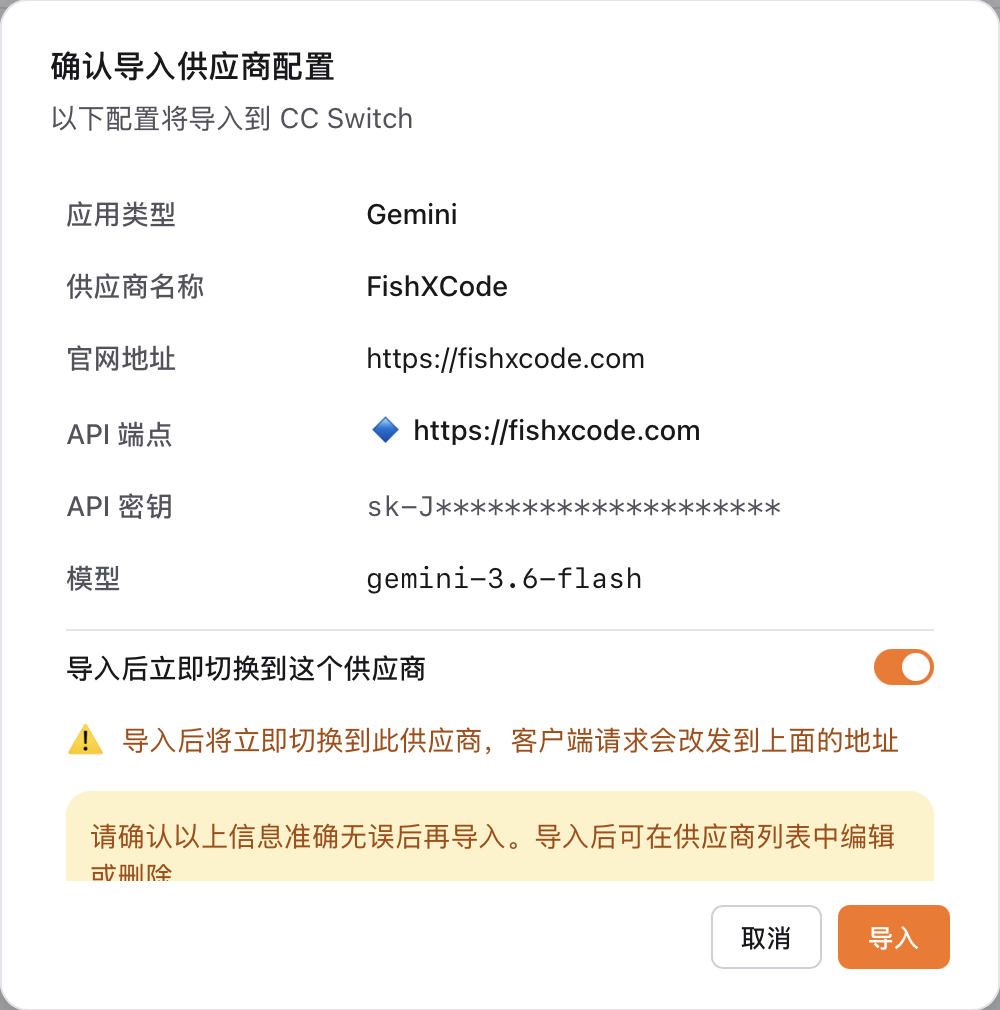 确认导入供应商配置
以下配置将导入到 CC Switch
应用类型 Gemini
供应商名称 FishXCode
官网地址 https://fishxcode.com
API 端点 🔷 https://fishxcode.com
API 密钥 sk-J********************
模型 gemini-3.6-flash
导入后立即切换到这个供应商
⚠️ 导入后将立即切换到此供应商，客户端请求会改发到上面的地址
请确认以上信息准确无误后再导入。导入后可在供应商列表中编辑
或删除
取消 导入